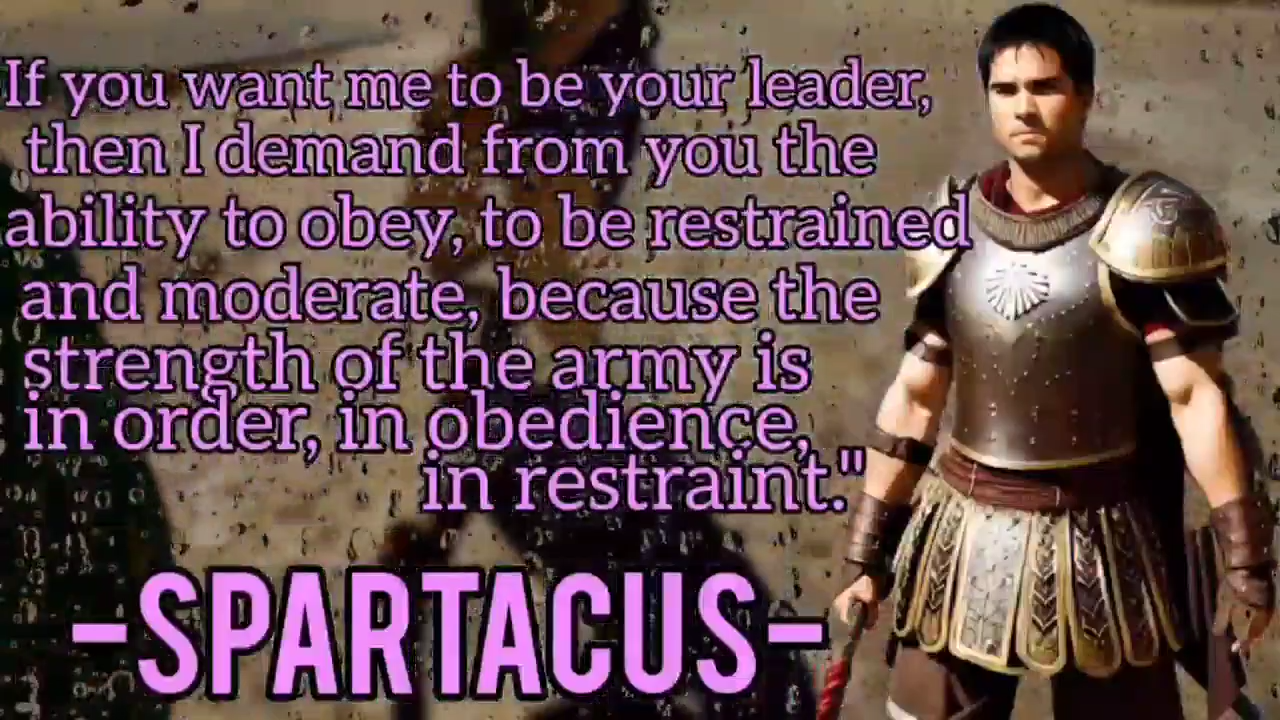 If you want me to be your leader,
then I demand from you the
ability to obey, to be restrained
and moderate, because the
strength of the army is
in order, in obedience,
in restraint."
-SPARTACUS-